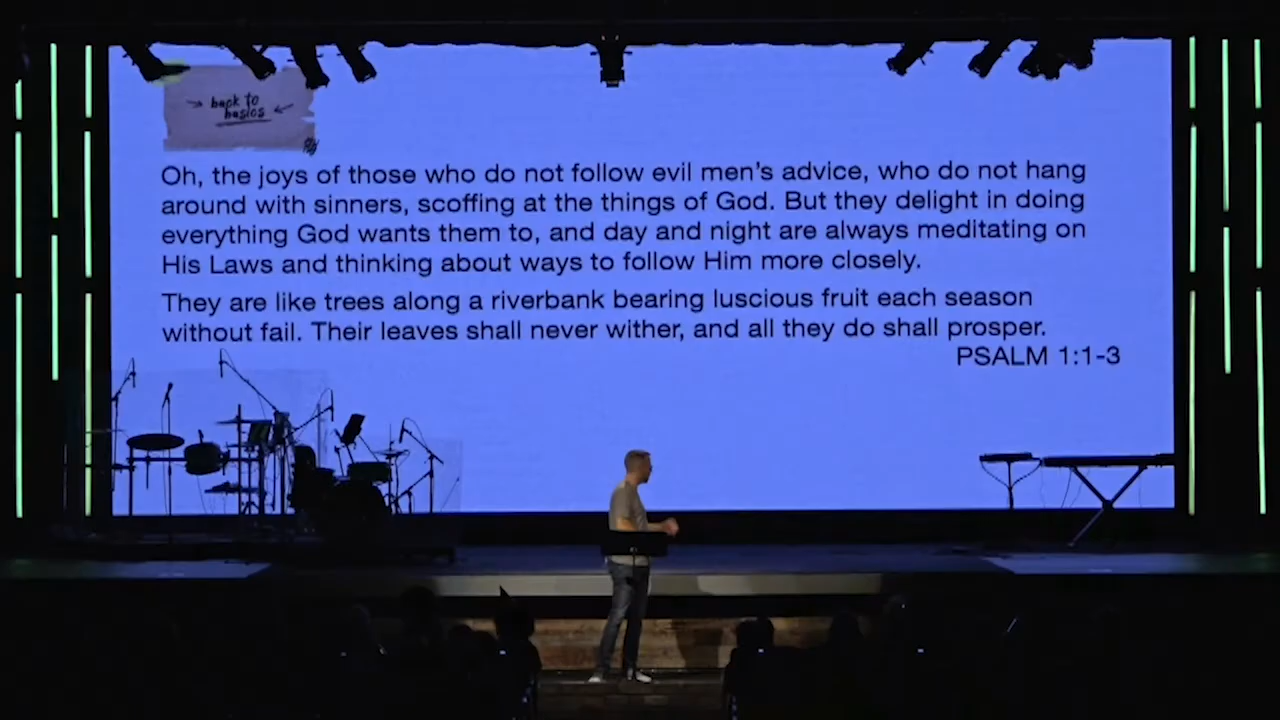 back to
basics
Oh, the joys of those who do not follow evil men's advice, who do not hang
around with sinners, scoffing at the things of God. But they delight in doing
everything God wants them to, and day and night are always meditating on
His Laws and thinking about ways to follow Him more closely.
They are like trees along a riverbank bearing luscious fruit each season
without fail. Their leaves shall never wither, and all they do shall prosper.
PSALM 1:1-3